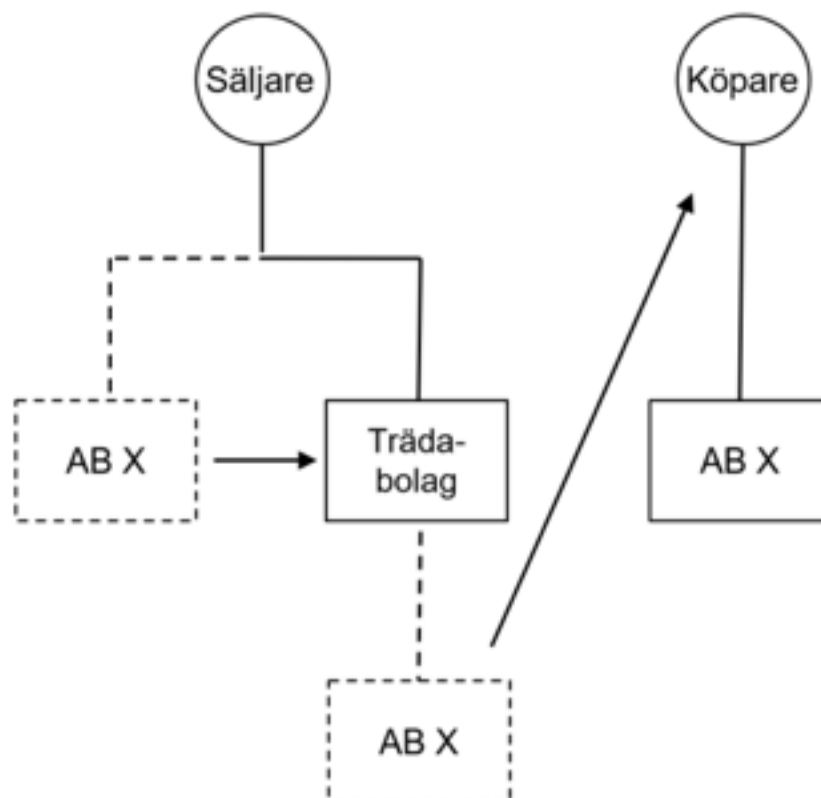 Säljare
Köpare
AB X
Träda-
bolag
AB X
AB X